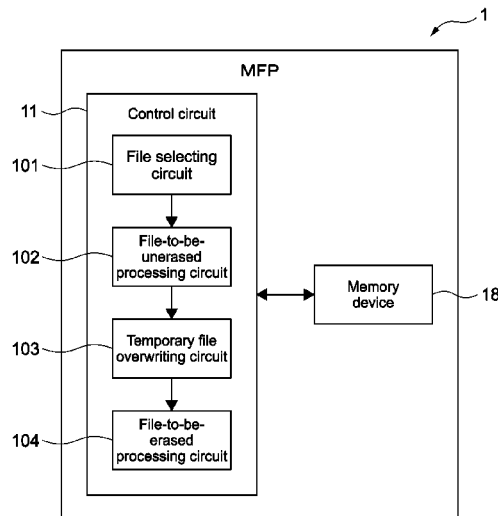 1
MFP
11
Control circuit
101
File selecting
circuit
102
File-to-be-
unerased
processing circuit
Memory
device
18
103
Temporary file
overwriting circuit
104
File-to-be-
erased
processing circuit